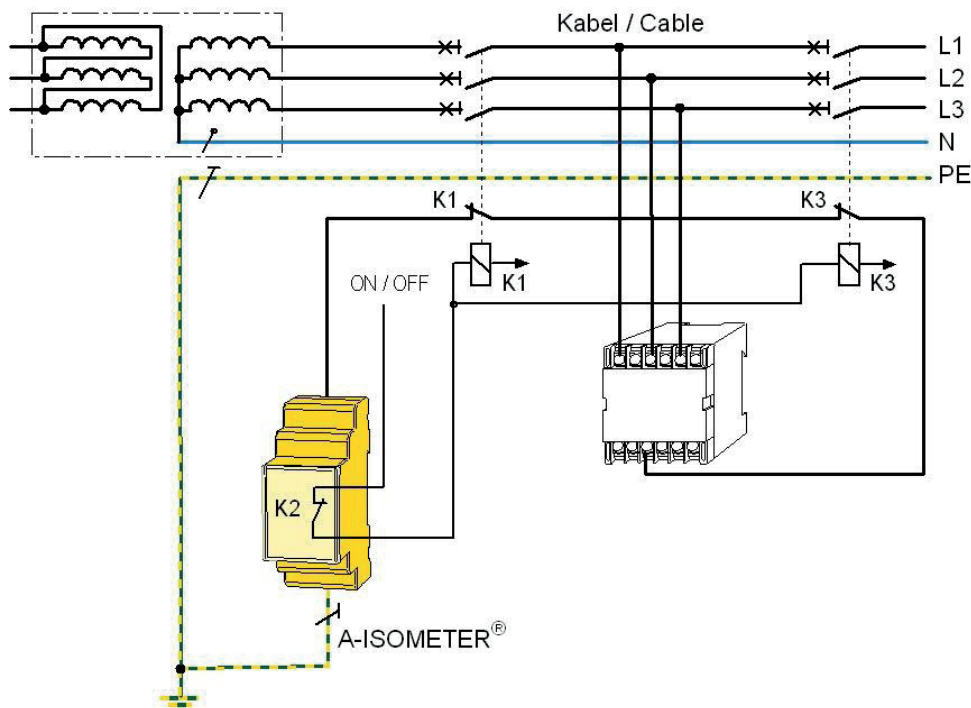 Kabel / Cable
L1
L2
L3
N
PE
K1
K3
ON / OFF
K1
K3
K2
A-ISOMETER®